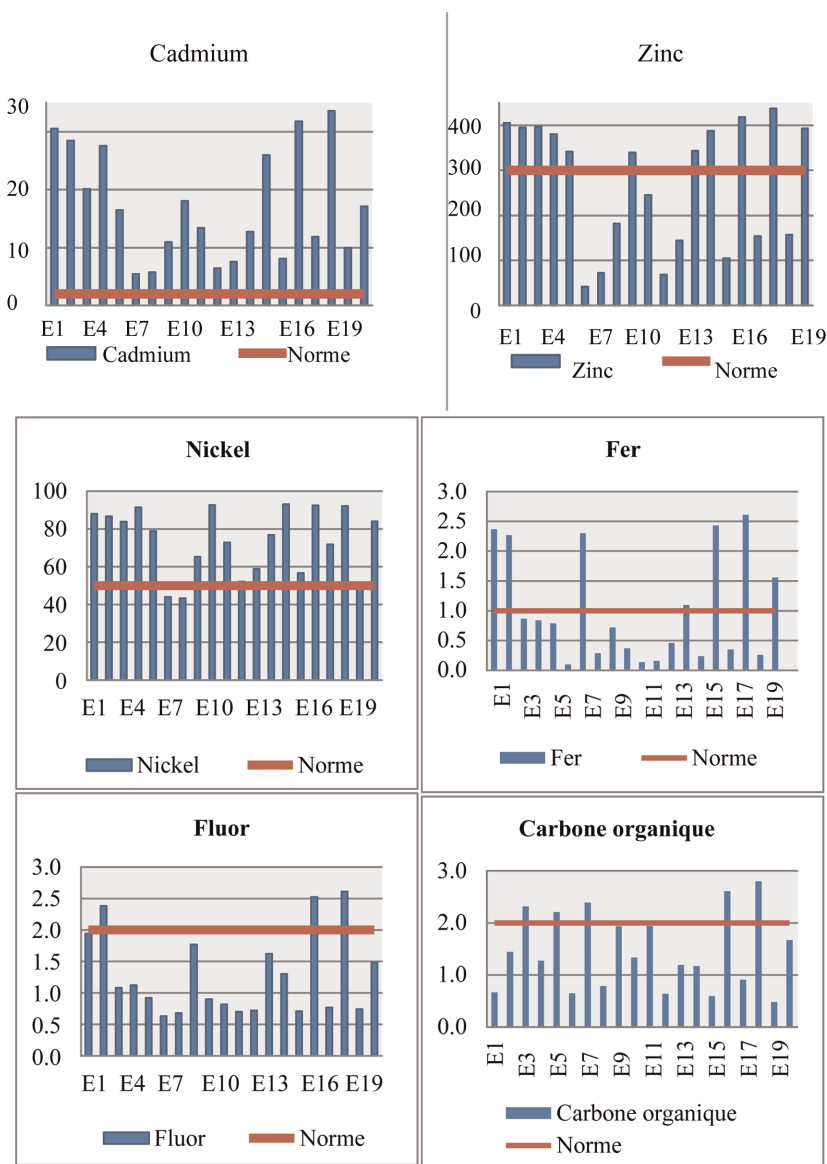 Cadmium
30
20
10
0
E1 E4 E7 E10 E13 E16 E19
Cadmium Norme
Zinc
400
300
200
100
0
E1 E4 E7 E10 E13 E16 E19
Zinc Norme
Nickel
100
80
60
40
20
0
E1 E4 E7 E10 E13 E16 E19
Nickel Norme
Fer
3.0
2.5
2.0
1.5
1.0
0.5
0.0
E1 E3 E5 E7 E9 E11 E13 E15 E17 E19
Fer Norme
Fluor
3.0
2.5
2.0
1.5
1.0
0.5
0.0
E1 E4 E7 E10 E13 E16 E19
Fluor Norme
Carbone organique
3.0
2.0
1.0
0.0
E1 E3 E5 E7 E9 E11 E13 E15 E17 E19
Carbone organique
Norme